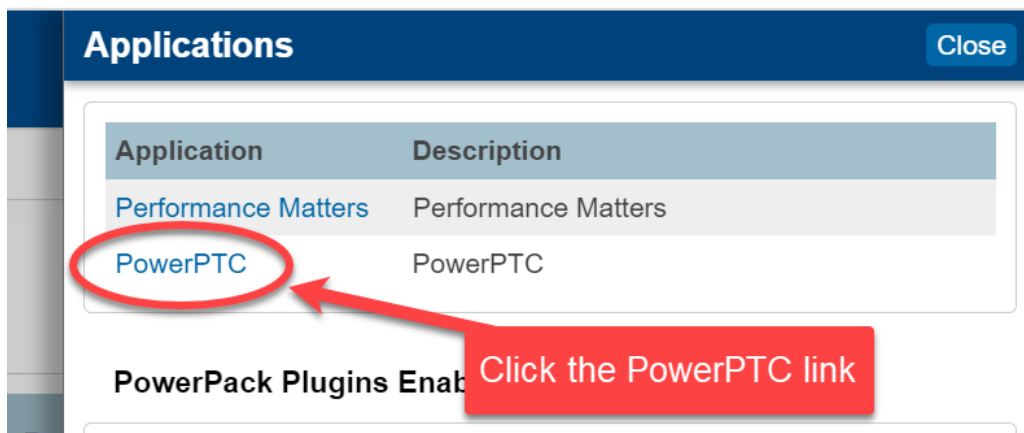 Applications
Close
Application Description
Performance Matters Performance Matters
PowerPTC PowerPTC
PowerPack Plugins Enab
Click the PowerPTC link